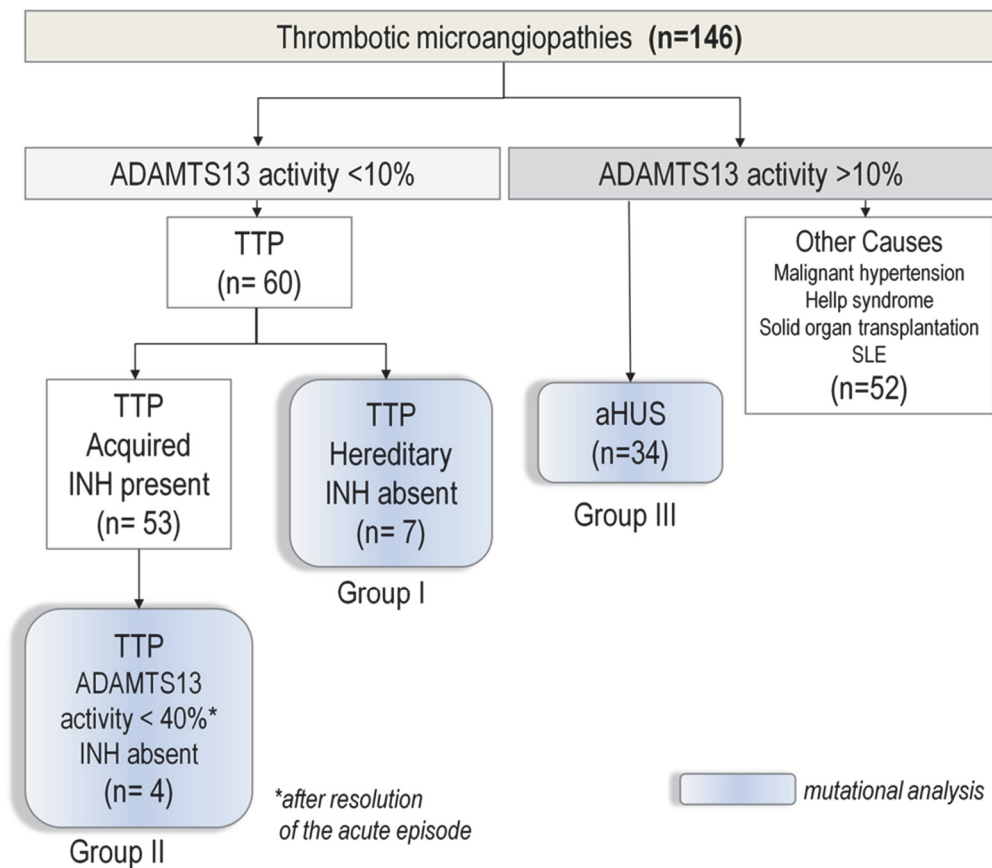 Thrombotic microangiopathies (n=146)
ADAMTS13 activity <10%
ADAMTS13 activity >10%
TTP
(n= 60)
Other Causes
Malignant hypertension
Hellp syndrome
Solid organ transplantation
SLE
(n=52)
TTP
Acquired
INH present
(n= 53)
TTP
Hereditary
INH absent
(n= 7)
Group I
aHUS
(n=34)
Group III
TTP
ADAMTS13
activity < 40%*
INH absent
(n= 4)
Group II
*after resolution
of the acute episode
mutational analysis